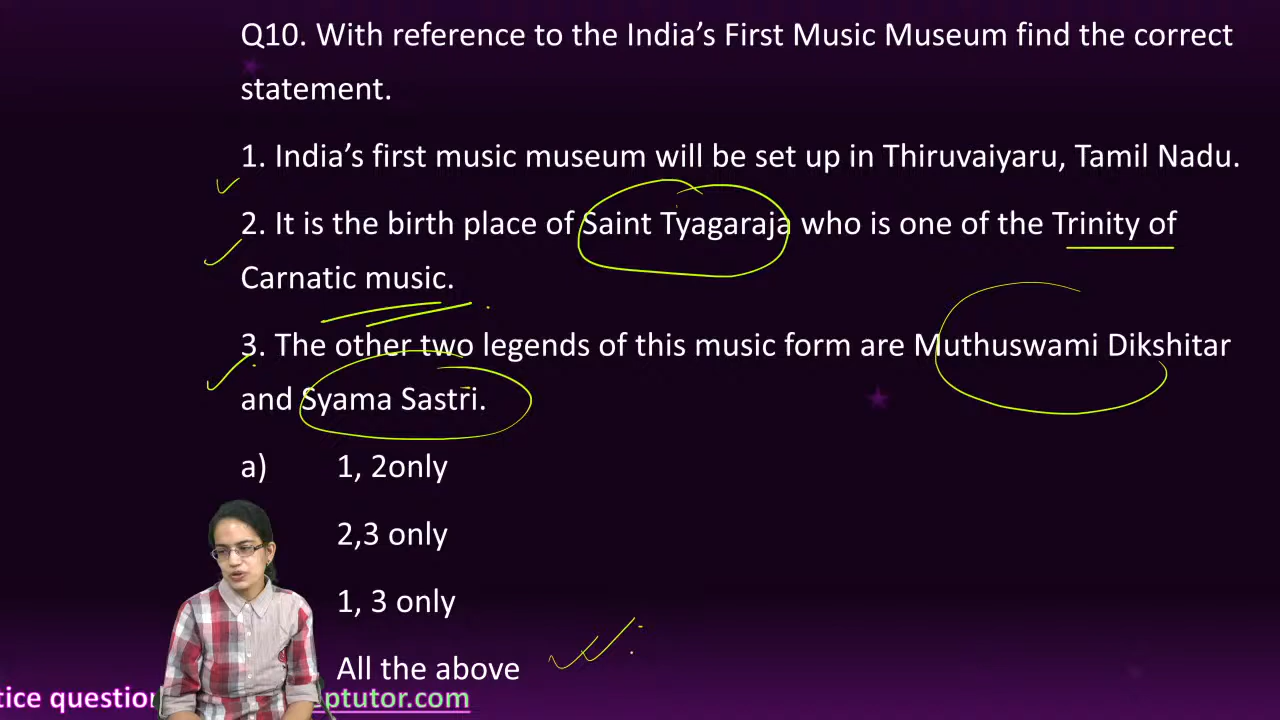 Q10. With reference to the India’s First Music Museum find the correct
statement.
1. India’s first music museum will be set up in Thiruvaiyaru, Tamil Nadu.
2. It is the birth place of Saint Tyagaraja who is one of the Trinity of
Carnatic music.
3. The other two legends of this music form are Muthuswami Dikshitar
and Syama Sastri.
a) 1, 2only
2,3 only
1, 3 only
All the above
tice question ptutor.com